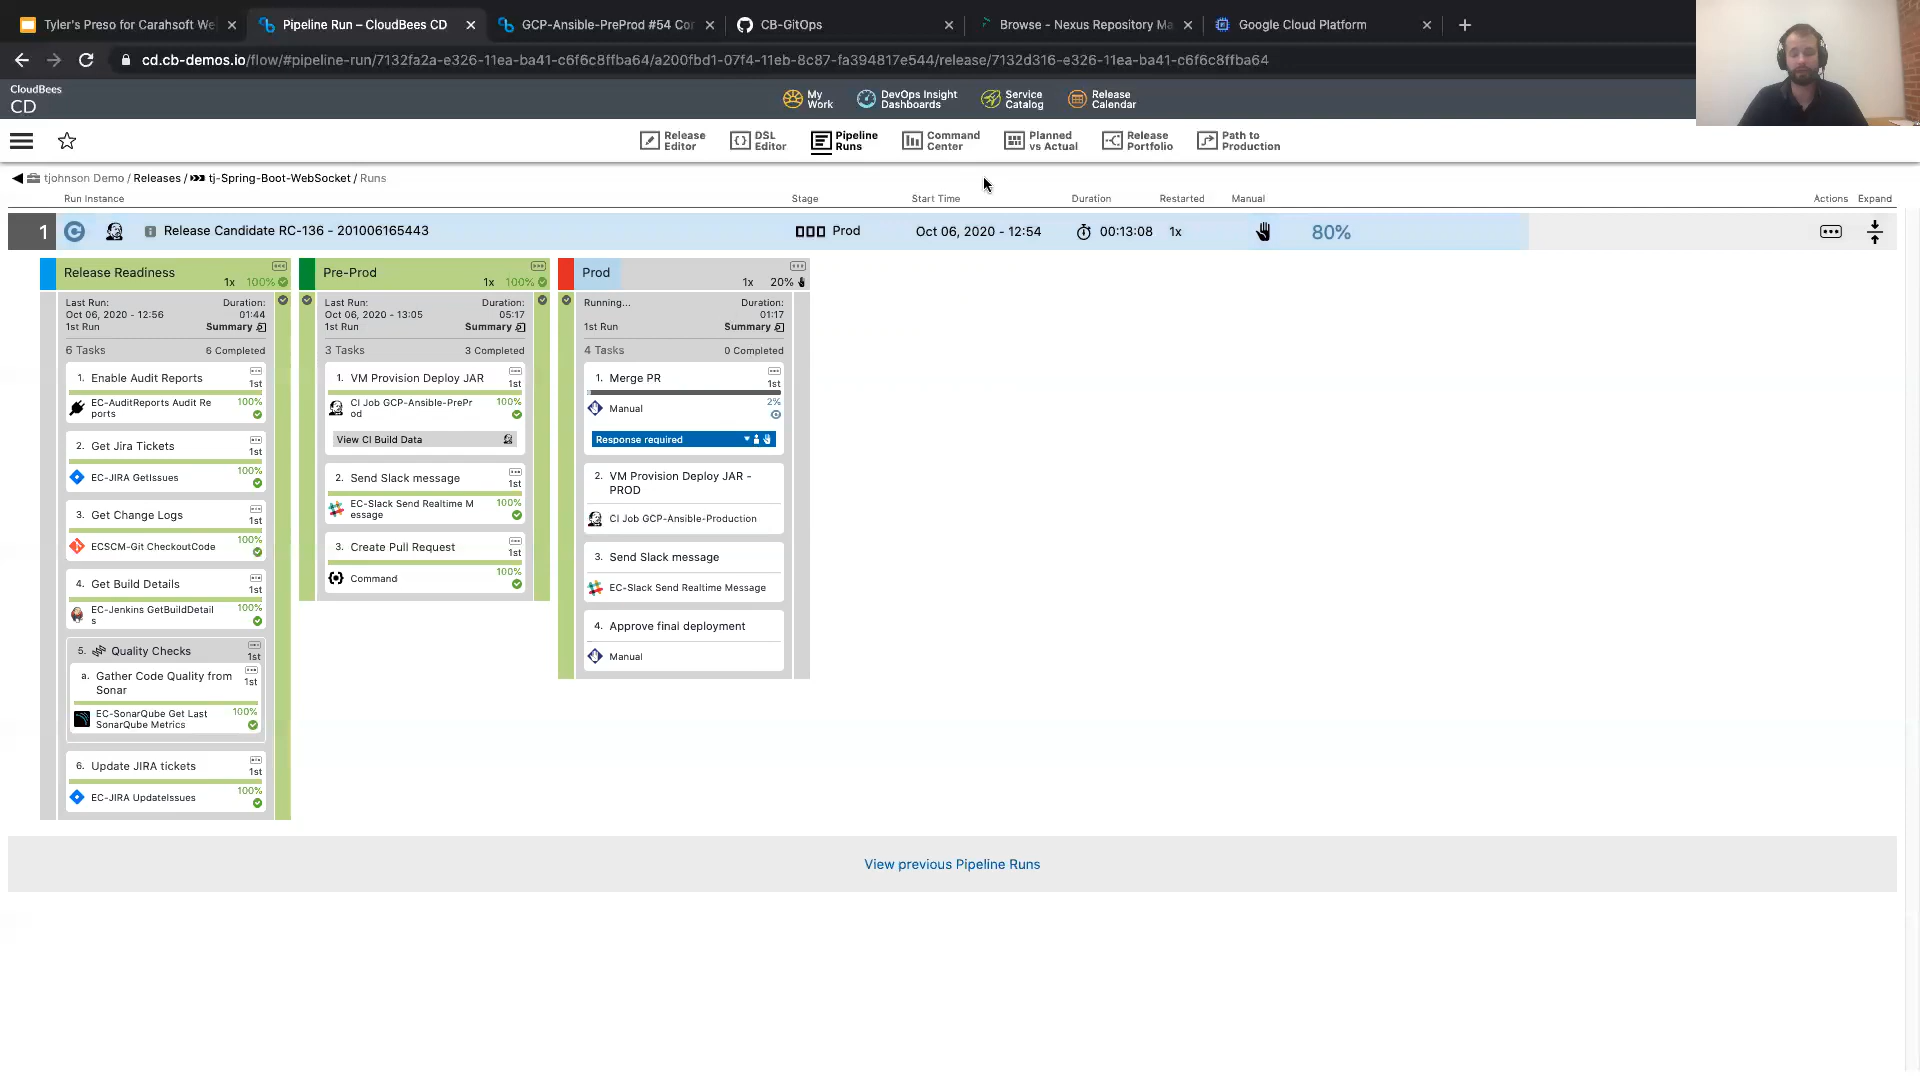 Tyler's Preso for Carahsoft We
Pipeline Run – CloudBees CD
GCP-Ansible-PreProd #54 Cor
CB-GitOps
Browse - Nexus Repository Ma
Google Cloud Platform
cd.cb-demos.io/flow/#pipeline-run/7132fa2a-e326-11ea-ba41-c6f6c8ffba64/a200fbd1-07f4-11eb-8c87-fa394817e544/release/7132d316-e326-11ea-ba41-c6f6c8ffba64
CloudBees
CD
My
Work
DevOps Insight
Dashboards
Service
Catalog
Release
Calendar
Release
Editor
DSL
Editor
Pipeline
Runs
Command
Center
Planned
vs Actual
Release
Portfolio
Path to
Production
tjohnson Demo / Releases / tj-Spring-Boot-WebSocket / Runs
Run Instance
Stage
Start Time
Duration
Restarted
Manual
Actions
Expand
1
Release Candidate RC-136 - 201006165443
Prod
Oct 06, 2020 - 12:54
00:13:08
1x
80%
Release Readiness
1x 100%
Last Run:
Duration:
Oct 06, 2020 - 12:56
01:44
1st Run
Summary
6 Tasks
6 Completed
1. Enable Audit Reports
1st
EC-AuditReports Audit Re
ports
100%
2. Get Jira Tickets
1st
EC-JIRA GetIssues
100%
3. Get Change Logs
1st
ECSCM-Git CheckoutCode
100%
4. Get Build Details
1st
EC-Jenkins GetBuildDetail
s
100%
5. Quality Checks
1st
a. Gather Code Quality from
Sonar
1st
EC-SonarQube Get Last
SonarQube Metrics
100%
6. Update JIRA tickets
1st
EC-JIRA UpdateIssues
100%
Pre-Prod
1x 100%
Last Run:
Duration:
Oct 06, 2020 - 13:05
05:17
1st Run
Summary
3 Tasks
3 Completed
1. VM Provision Deploy JAR
1st
CI Job GCP-Ansible-PrePr
od
100%
View CI Build Data
2. Send Slack message
1st
EC-Slack Send Realtime M
essage
100%
3. Create Pull Request
1st
Command
100%
Prod
1x 20%
Running...
Duration:
01:17
1st Run
Summary
4 Tasks
0 Completed
1. Merge PR
1st
Manual
2%
Response required
2. VM Provision Deploy JAR -
PROD
CI Job GCP-Ansible-Production
3. Send Slack message
EC-Slack Send Realtime Message
4. Approve final deployment
Manual
View previous Pipeline Runs